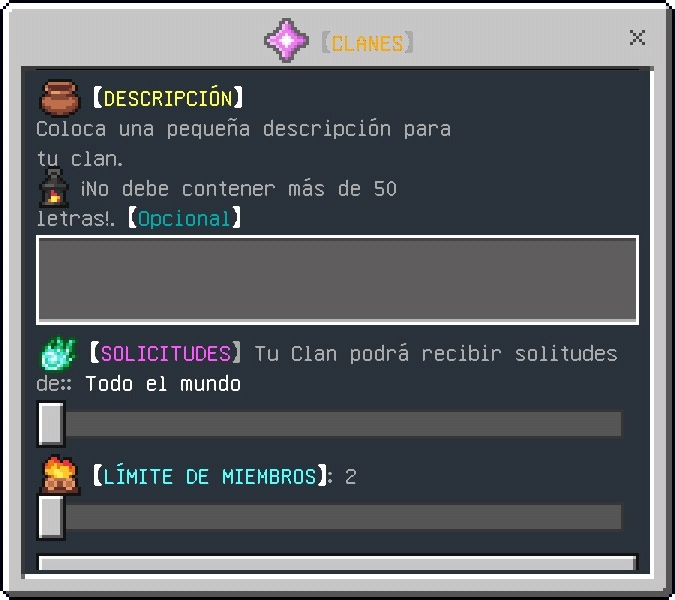 【CLANES】
【DESCRIPCIÓN】
Coloca una pequeña descripción para
tu clan.
¡No debe contener más de 50
letras!. 【Opcional】
【SOLICITUDES】 Tu Clan podrá recibir solitudes
de:: Todo el mundo
【LÍMITE DE MIEMBROS】: 2